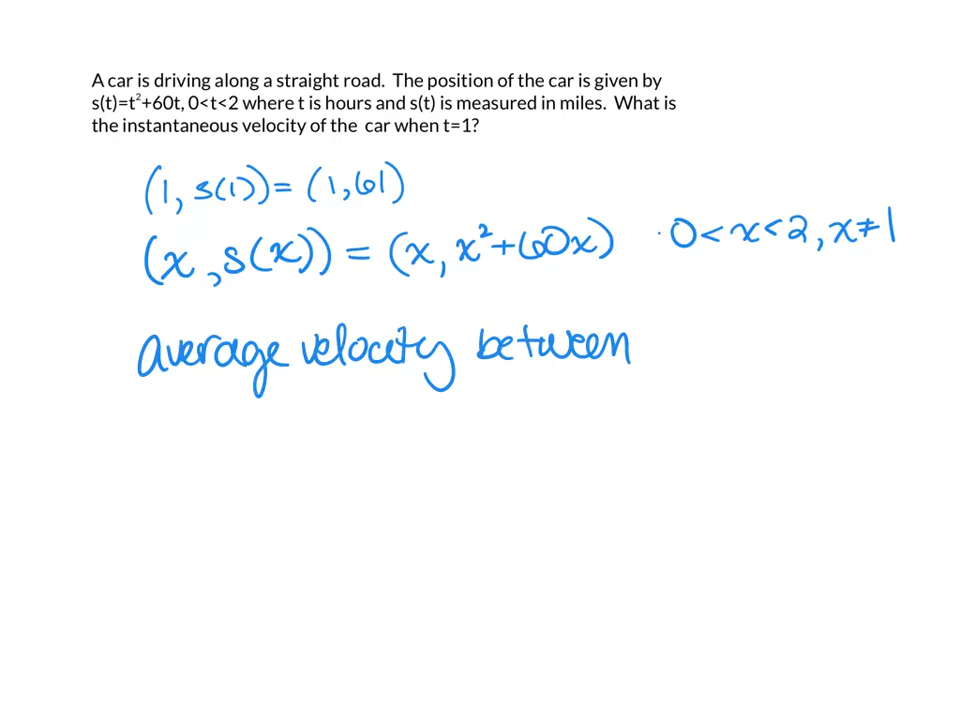 A car is driving along a straight road. The position of the car is given by
s(t)=t²+60t, 0<t<2 where t is hours and s(t) is measured in miles. What is
the instantaneous velocity of the car when t=1?
(1, s(1)) = (1, 61)
(x, s(x)) = (x, x²+60x) 0<x<2, x≠1
average velocity between